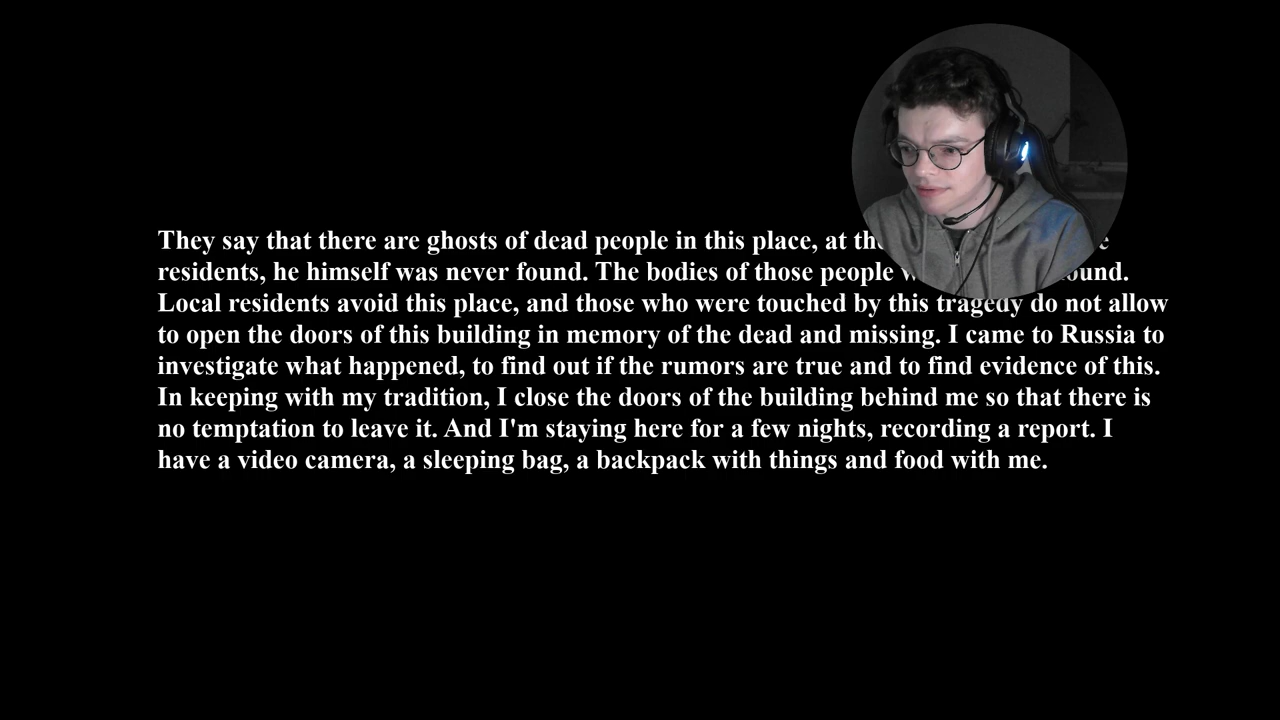 They say that there are ghosts of dead people in this place, at
residents, he himself was never found. The bodies of those people
Local residents avoid this place, and those who were touched by this tragedy do not allow
to open the doors of this building in memory of the dead and missing. I came to Russia to
investigate what happened, to find out if the rumors are true and to find evidence of this.
In keeping with my tradition, I close the doors of the building behind me so that there is
no temptation to leave it. And I'm staying here for a few nights, recording a report. I
have a video camera, a sleeping bag, a backpack with things and food with me.